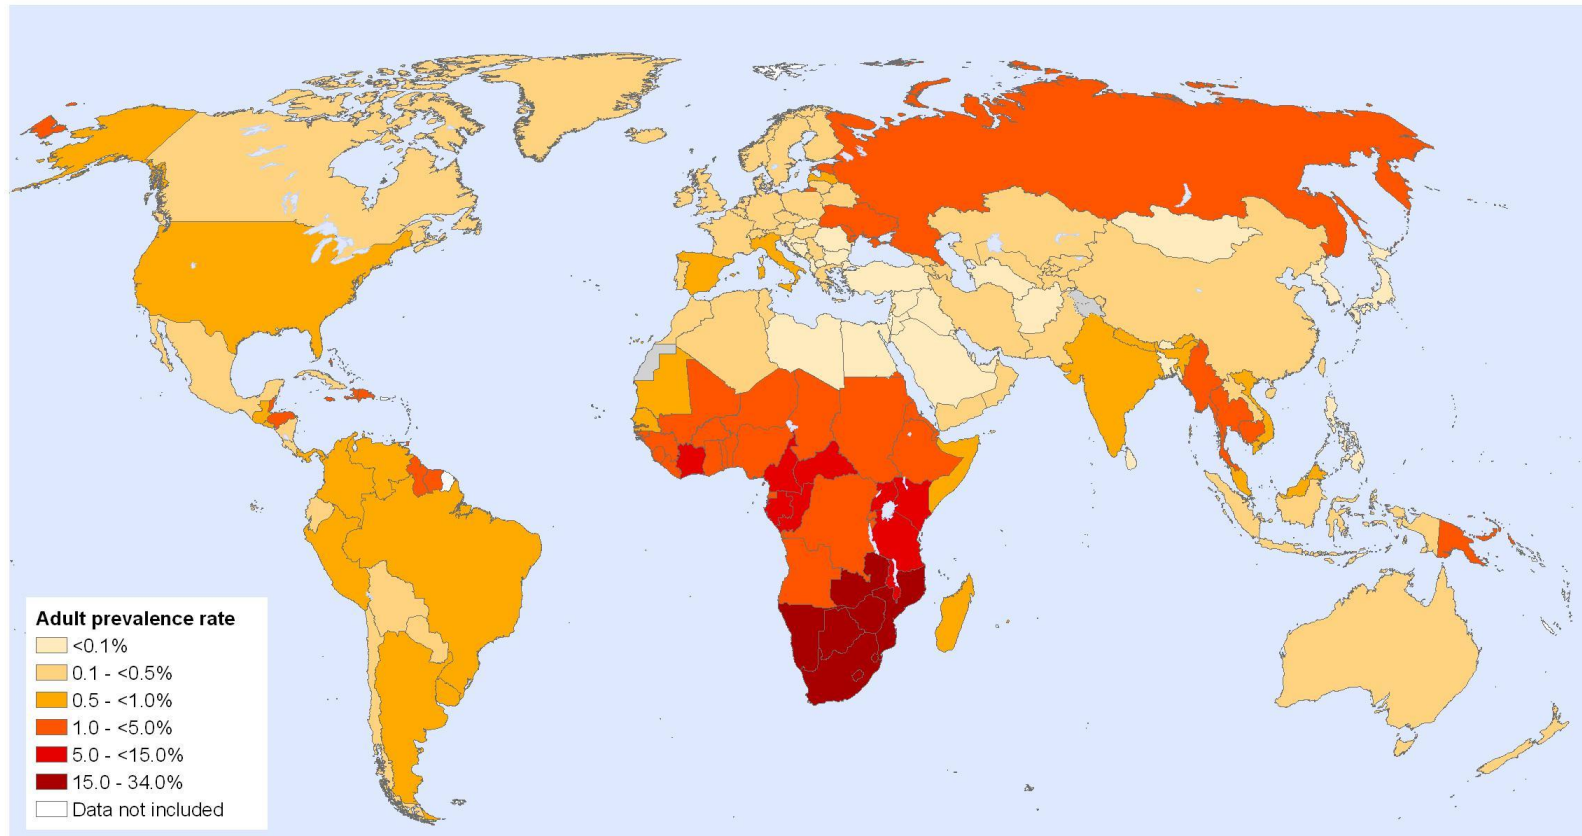 Adult prevalence rate
<0.1%
0.1 - <0.5%
0.5 - <1.0%
1.0 - <5.0%
5.0 - <15.0%
15.0 - 34.0%
Data not included